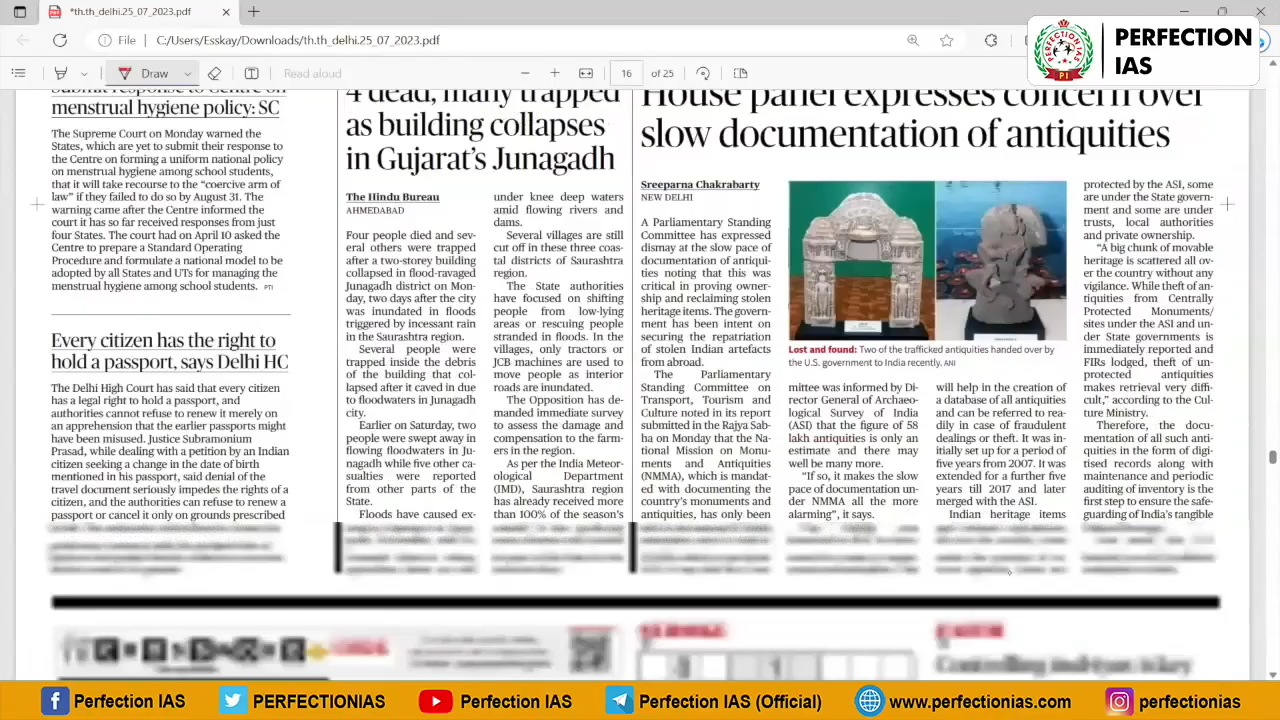 *th.th_delhi.25_07_2023.pdf
File
C:/Users/Esskay/Downloads/th.th_delhi.25_07_2023.pdf
PERFECTION
IAS
PERFECTION IAS
PI
Draw
Read aloud
16
of 25
Submit response to Centre on
menstrual hygiene policy: SC
The Supreme Court on Monday warned the
States, which are yet to submit their response to
the Centre on forming a uniform national policy
on menstrual hygiene among school students,
that it will take recourse to the “coercive arm of
law” if they failed to do so by August 31. The
warning came after the Centre informed the
court it has so far received responses from just
four States. The court had on April 10 asked the
Centre to prepare a Standard Operating
Procedure and formulate a national model to be
adopted by all States and UTs for managing the
menstrual hygiene among school students. PTI
Every citizen has the right to
hold a passport, says Delhi HC
The Delhi High Court has said that every citizen
has a legal right to hold a passport, and
authorities cannot refuse to renew it merely on
an apprehension that the earlier passports might
have been misused. Justice Subramonium
Prasad, while dealing with a petition by an Indian
citizen seeking a change in the date of birth
mentioned in his passport, said denial of the
travel document seriously impedes the rights of a
citizen, and the authorities can refuse to renew a
passport or cancel it only on grounds prescribed
4 dead, many trapped
as building collapses
in Gujarat’s Junagadh
The Hindu Bureau
AHMEDABAD
Four people died and sev-
eral others were trapped
after a two-storey building
collapsed in flood-ravaged
Junagadh district on Mon-
day, two days after the city
was inundated in floods
triggered by incessant rain
in the Saurashtra region.
Several people were
trapped inside the debris
of the building that col-
lapsed after it caved in due
to floodwaters in Junagadh
city.
Earlier on Saturday, two
people were swept away in
flowing floodwaters in Ju-
nagadh while five other ca-
sualties were reported
from other parts of the
State.
Floods have caused ex-
under knee deep waters
amid flowing rivers and
dams.
Several villages are still
cut off in these three coas-
tal districts of Saurashtra
region.
The State authorities
have focused on shifting
people from low-lying
areas or rescuing people
stranded in floods. In the
villages, only tractors or
JCB machines are used to
move people as interior
roads are inundated.
The Opposition has de-
manded immediate survey
to assess the damage and
compensation to the farm-
ers in the region.
As per the India Meteor-
ological Department
(IMD), Saurashtra region
has already received more
than 100% of the season’s
House panel expresses concern over
slow documentation of antiquities
Sreeparna Chakrabarty
NEW DELHI
A Parliamentary Standing
Committee has expressed
dismay at the slow pace of
documentation of antiqui-
ties noting that this was
critical in proving owner-
ship and reclaiming stolen
heritage items. The govern-
ment has been intent on
securing the repatriation
of stolen Indian artefacts
from abroad.
The Parliamentary
Standing Committee on
Transport, Tourism and
Culture noted in its report
submitted in the Rajya Sab-
ha on Monday that the Na-
tional Mission on Monu-
ments and Antiquities
(NMMA), which is mandat-
ed with documenting the
country’s monuments and
antiquities, has only been
Lost and found: Two of the trafficked antiquities handed over by
the U.S. government to India recently. ANI
mittee was informed by Di-
rector General of Archaeo-
logical Survey of India
(ASI) that the figure of 58
lakh antiquities is only an
estimate and there may
well be many more.
“If so, it makes the slow
pace of documentation un-
der NMMA all the more
alarming”, it says.
will help in the creation of
a database of all antiquities
and can be referred to rea-
dily in case of fraudulent
dealings or theft. It was in-
itially set up for a period of
five years from 2007. It was
extended for a further five
years till 2017 and later
merged with the ASI.
Indian heritage items
protected by the ASI, some
are under the State govern-
ment and some are under
trusts, local authorities
and private ownership.
“A big chunk of movable
heritage is scattered all ov-
er the country without any
vigilance. While theft of an-
tiquities from Centrally
Protected Monuments/
sites under the ASI and un-
der State governments is
immediately reported and
FIRs lodged, theft of un-
protected antiquities
makes retrieval very diffi-
cult,” according to the Cul-
ture Ministry.
Therefore, the docu-
mentation of all such anti-
quities in the form of digi-
tised records along with
maintenance and periodic
auditing of inventory is the
first step to ensure the safe-
guarding of India’s tangible
Perfection IAS
PERFECTIONIAS
Perfection IAS
Perfection IAS (Official)
www.perfectionias.com
perfectionias